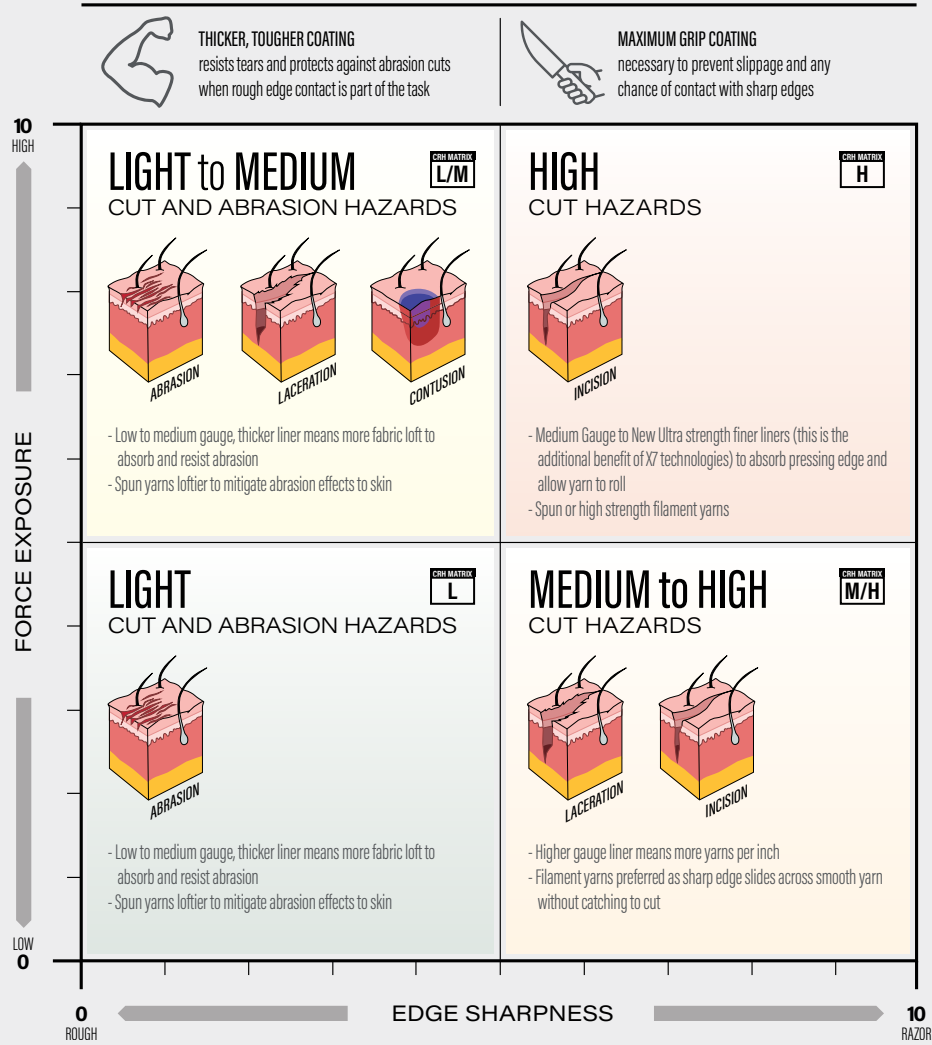 THICKER, TOUGHER COATING
resists tears and protects against abrasion cuts
when rough edge contact is part of the task
MAXIMUM GRIP COATING
necessary to prevent slippage and any
chance of contact with sharp edges
10
HIGH
FORCE EXPOSURE
LOW
0
LIGHT to MEDIUM
CUT AND ABRASION HAZARDS
CRH MATRIX
L/M
ABRASION
LACERATION
CONTUSION
- Low to medium gauge, thicker liner means more fabric loft to
absorb and resist abrasion
- Spun yarns loftier to mitigate abrasion effects to skin
HIGH
CUT HAZARDS
CRH MATRIX
H
INCISION
- Medium Gauge to New Ultra strength finer liners (this is the
additional benefit of X7 technologies) to absorb pressing edge and
allow yarn to roll
- Spun or high strength filament yarns
LIGHT
CUT AND ABRASION HAZARDS
CRH MATRIX
L
ABRASION
- Low to medium gauge, thicker liner means more fabric loft to
absorb and resist abrasion
- Spun yarns loftier to mitigate abrasion effects to skin
MEDIUM to HIGH
CUT HAZARDS
CRH MATRIX
M/H
LACERATION
INCISION
- Higher gauge liner means more yarns per inch
- Filament yarns preferred as sharp edge slides across smooth yarn
without catching to cut
0
ROUGH
EDGE SHARPNESS
10
RAZOR